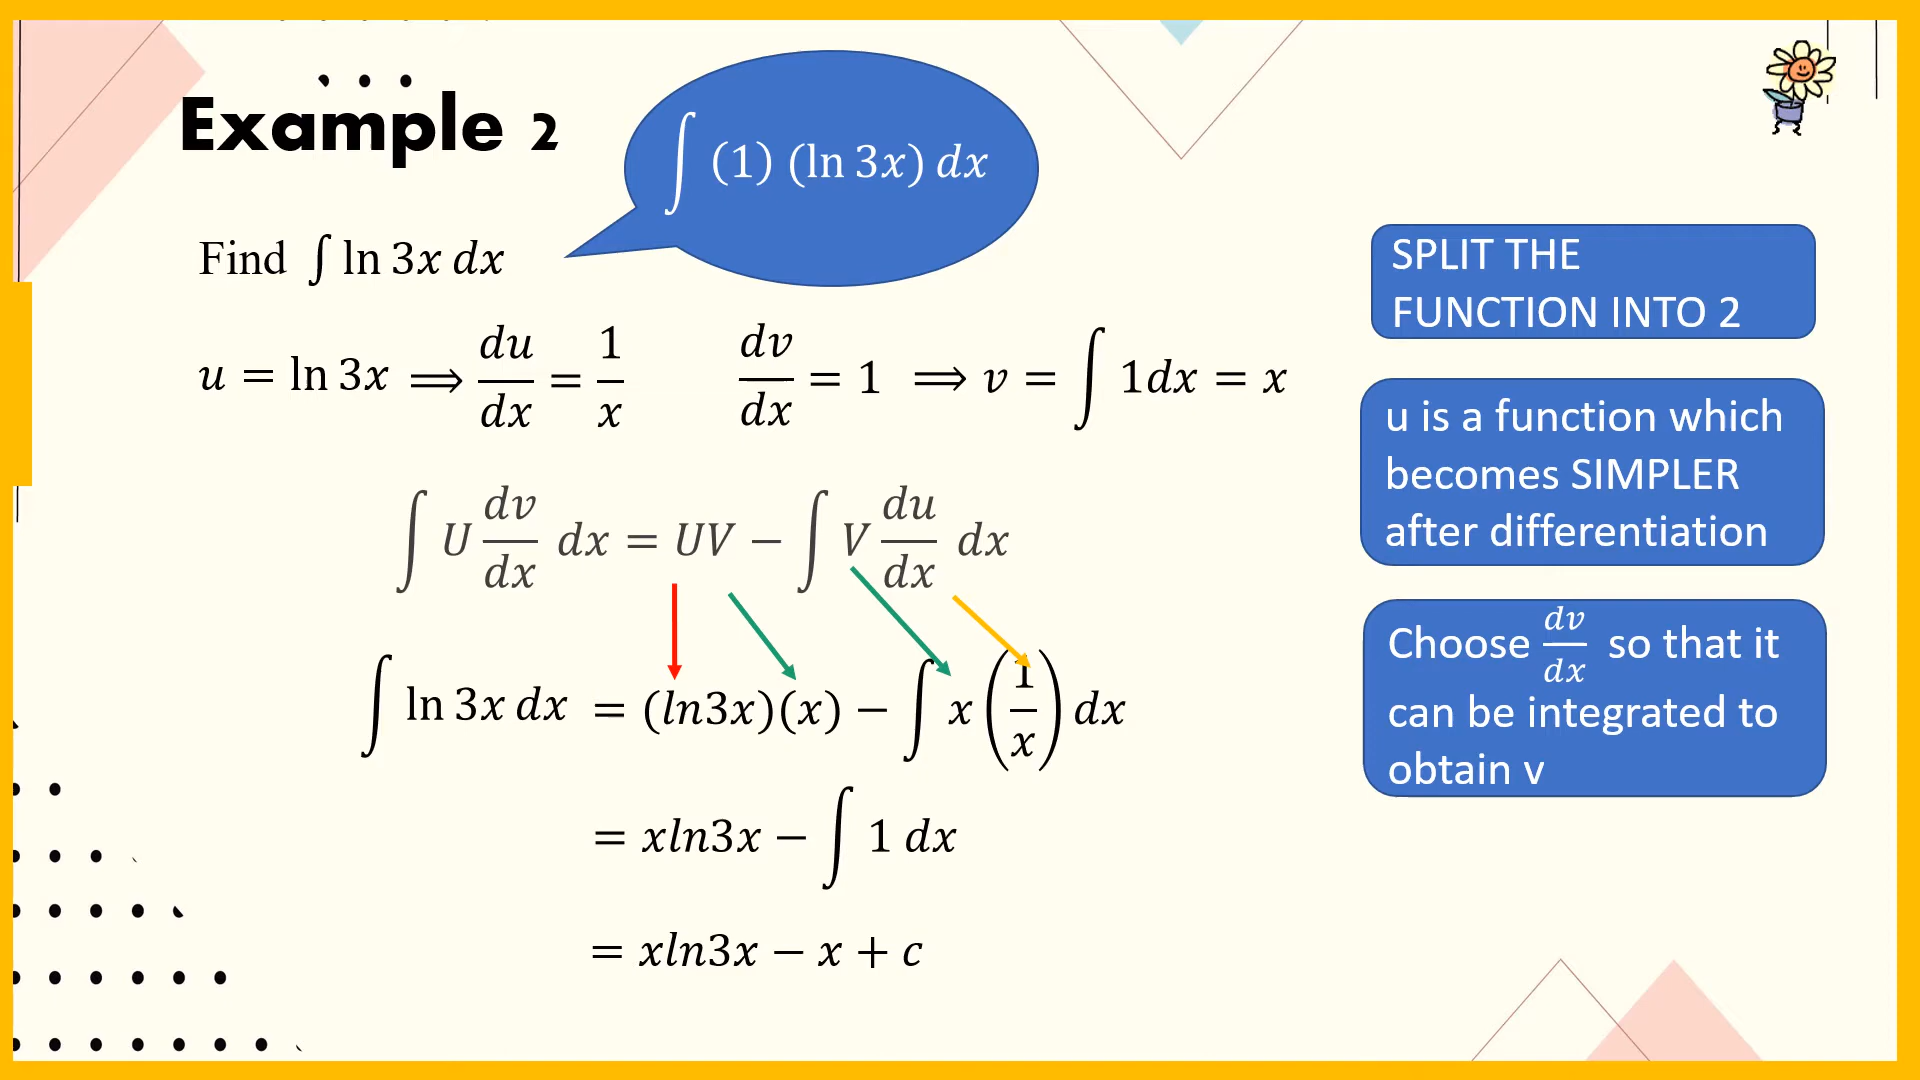 Example 2
∫ (1) (ln 3x) dx
Find ∫ ln 3x dx
u = ln 3x ⟹ du/dx = 1/x    dv/dx = 1 ⟹ v = ∫ 1dx = x
∫ U dv/dx dx = UV − ∫ V du/dx dx
∫ ln 3x dx = (ln3x)(x) − ∫ x (1/x) dx
= xln3x − ∫ 1 dx
= xln3x − x + c
SPLIT THE
FUNCTION INTO 2
u is a function which
becomes SIMPLER
after differentiation
Choose dv/dx so that it
can be integrated to
obtain v